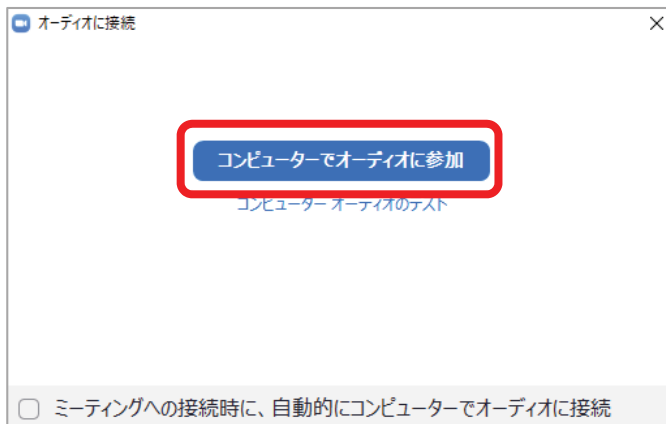 オーディオに接続
コンピューターでオーディオに参加
コンピューター オーディオのテスト
ミーティングへの接続時に、自動的にコンピューターでオーディオに接続